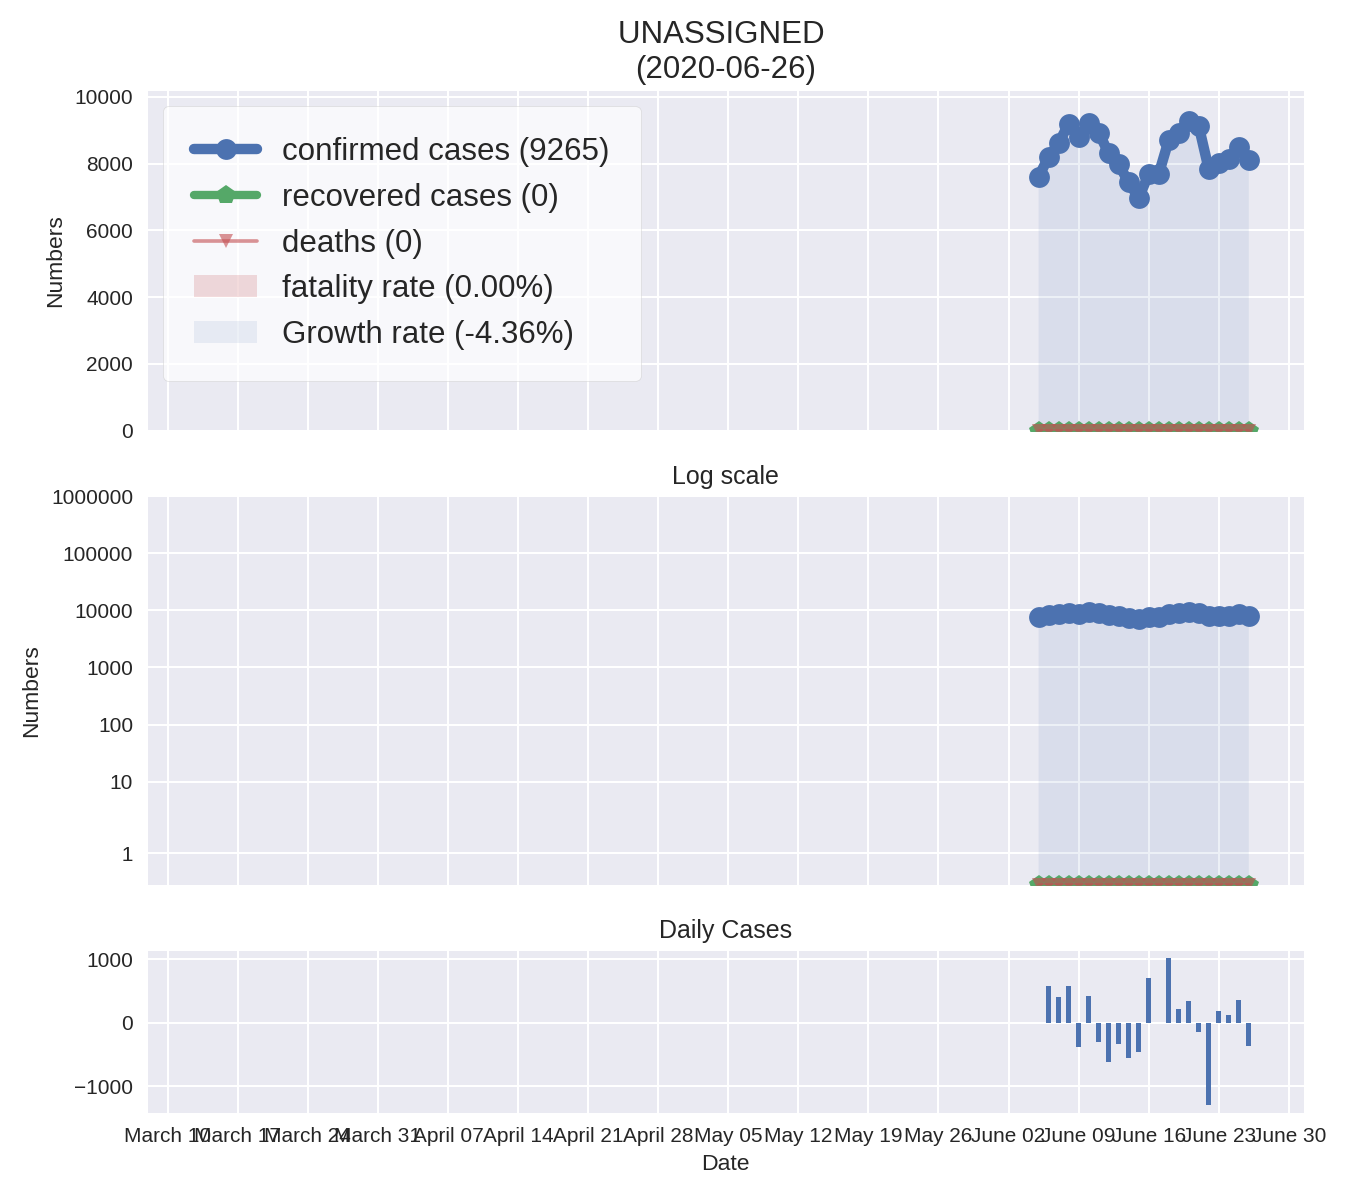 UNASSIGNED
(2020-06-26)
10000
8000
6000
4000
2000
0
Numbers
confirmed cases (9265)
recovered cases (0)
deaths (0)
fatality rate (0.00%)
Growth rate (-4.36%)
Log scale
1000000
100000
10000
1000
100
10
1
Numbers
Daily Cases
1000
0
−1000
March 10 March 17 March 24 March 31 April 07 April 14 April 21 April 28 May 05 May 12 May 19 May 26 June 02 June 09 June 16 June 23 June 30
Date